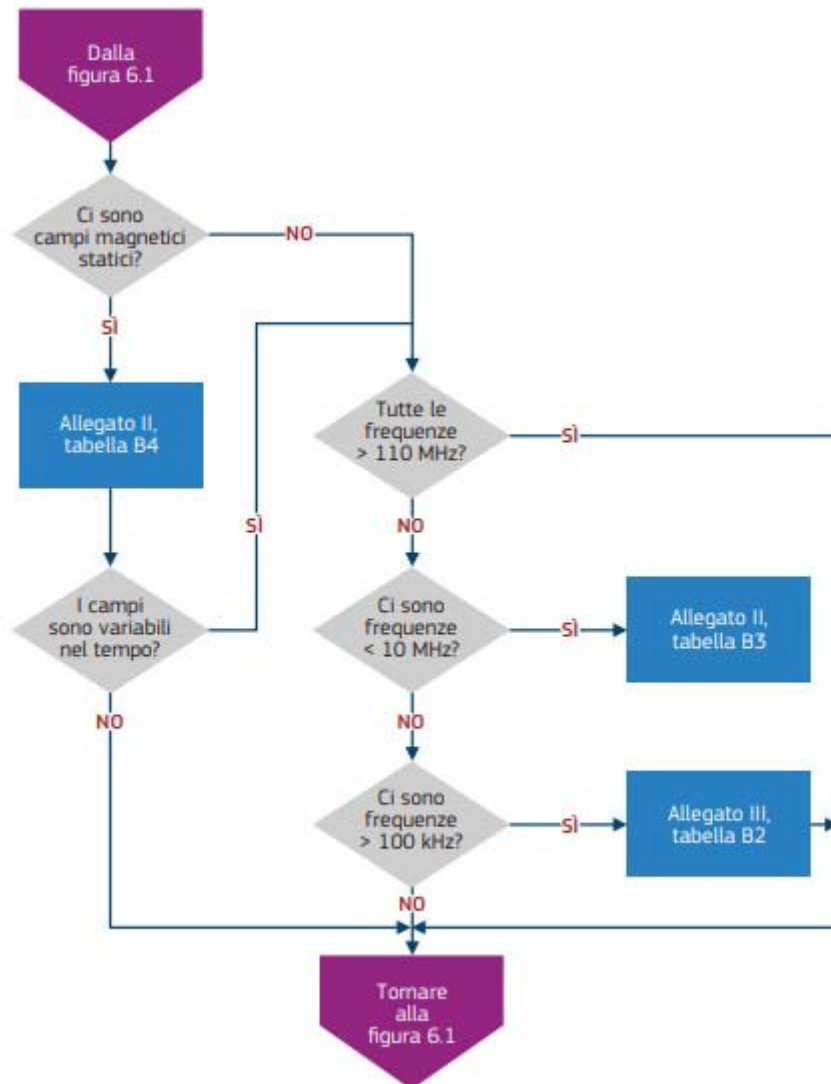 Dalla
figura 6.1
Ci sono
campi magnetici
statici?
NO
SÌ
Allegato II,
tabella B4
Tutte le
frequenze
> 110 MHz?
SÌ
SÌ
NO
I campi
sono variabili
nel tempo?
Ci sono
frequenze
< 10 MHz?
SÌ
Allegato II,
tabella B3
NO
NO
Ci sono
frequenze
> 100 kHz?
SÌ
Allegato III,
tabella B2
NO
Tornare
alla
figura 6.1